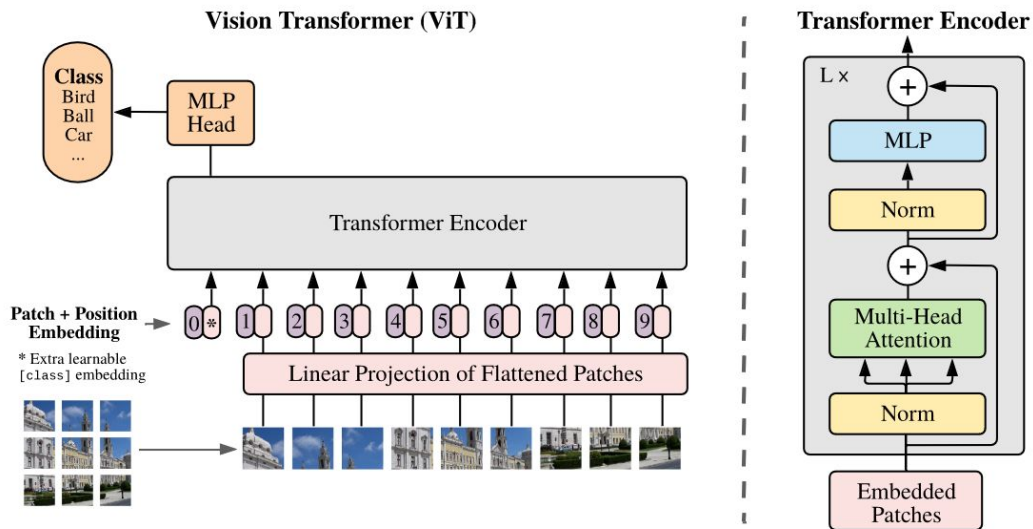 Vision Transformer (ViT)
Class
Bird
Ball
Car
...
MLP
Head
Transformer Encoder
Patch + Position
Embedding
0 * 1 2 3 4 5 6 7 8 9
* Extra learnable
[class] embedding
Linear Projection of Flattened Patches
Transformer Encoder
L ×
+
MLP
Norm
+
Multi-Head
Attention
Norm
Embedded
Patches